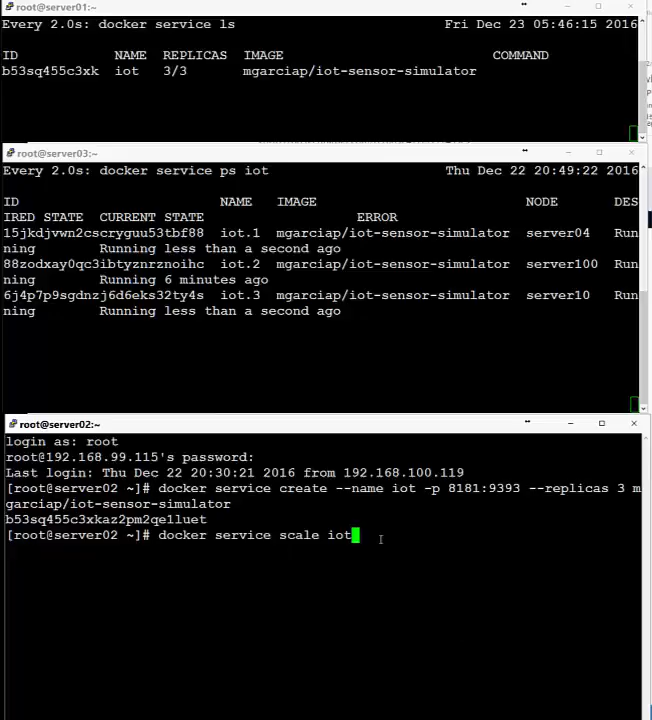 root@server01:~
Every 2.0s: docker service ls Fri Dec 23 05:46:15 2016
ID NAME REPLICAS IMAGE COMMAND
b53sq455c3xk iot 3/3 mgarciap/iot-sensor-simulator
root@server03:~
Every 2.0s: docker service ps iot Thu Dec 22 20:49:22 2016
ID NAME IMAGE NODE DES
IRED STATE CURRENT STATE ERROR
15jkdjvwn2cscryguu53tbf88 iot.1 mgarciap/iot-sensor-simulator server04 Run
ning Running less than a second ago
88zodxay0qc3ibtyznrznoihc iot.2 mgarciap/iot-sensor-simulator server100 Run
ning Running 6 minutes ago
6j4p7p9sgdnzj6d6eks32ty4s iot.3 mgarciap/iot-sensor-simulator server10 Run
ning Running less than a second ago
root@server02:~
login as: root
root@192.168.99.115's password:
Last login: Thu Dec 22 20:30:21 2016 from 192.168.100.119
[root@server02 ~]# docker service create --name iot -p 8181:9393 --replicas 3 m
garciap/iot-sensor-simulator
b53sq455c3xkaz2pm2qe1luet
[root@server02 ~]# docker service scale iot